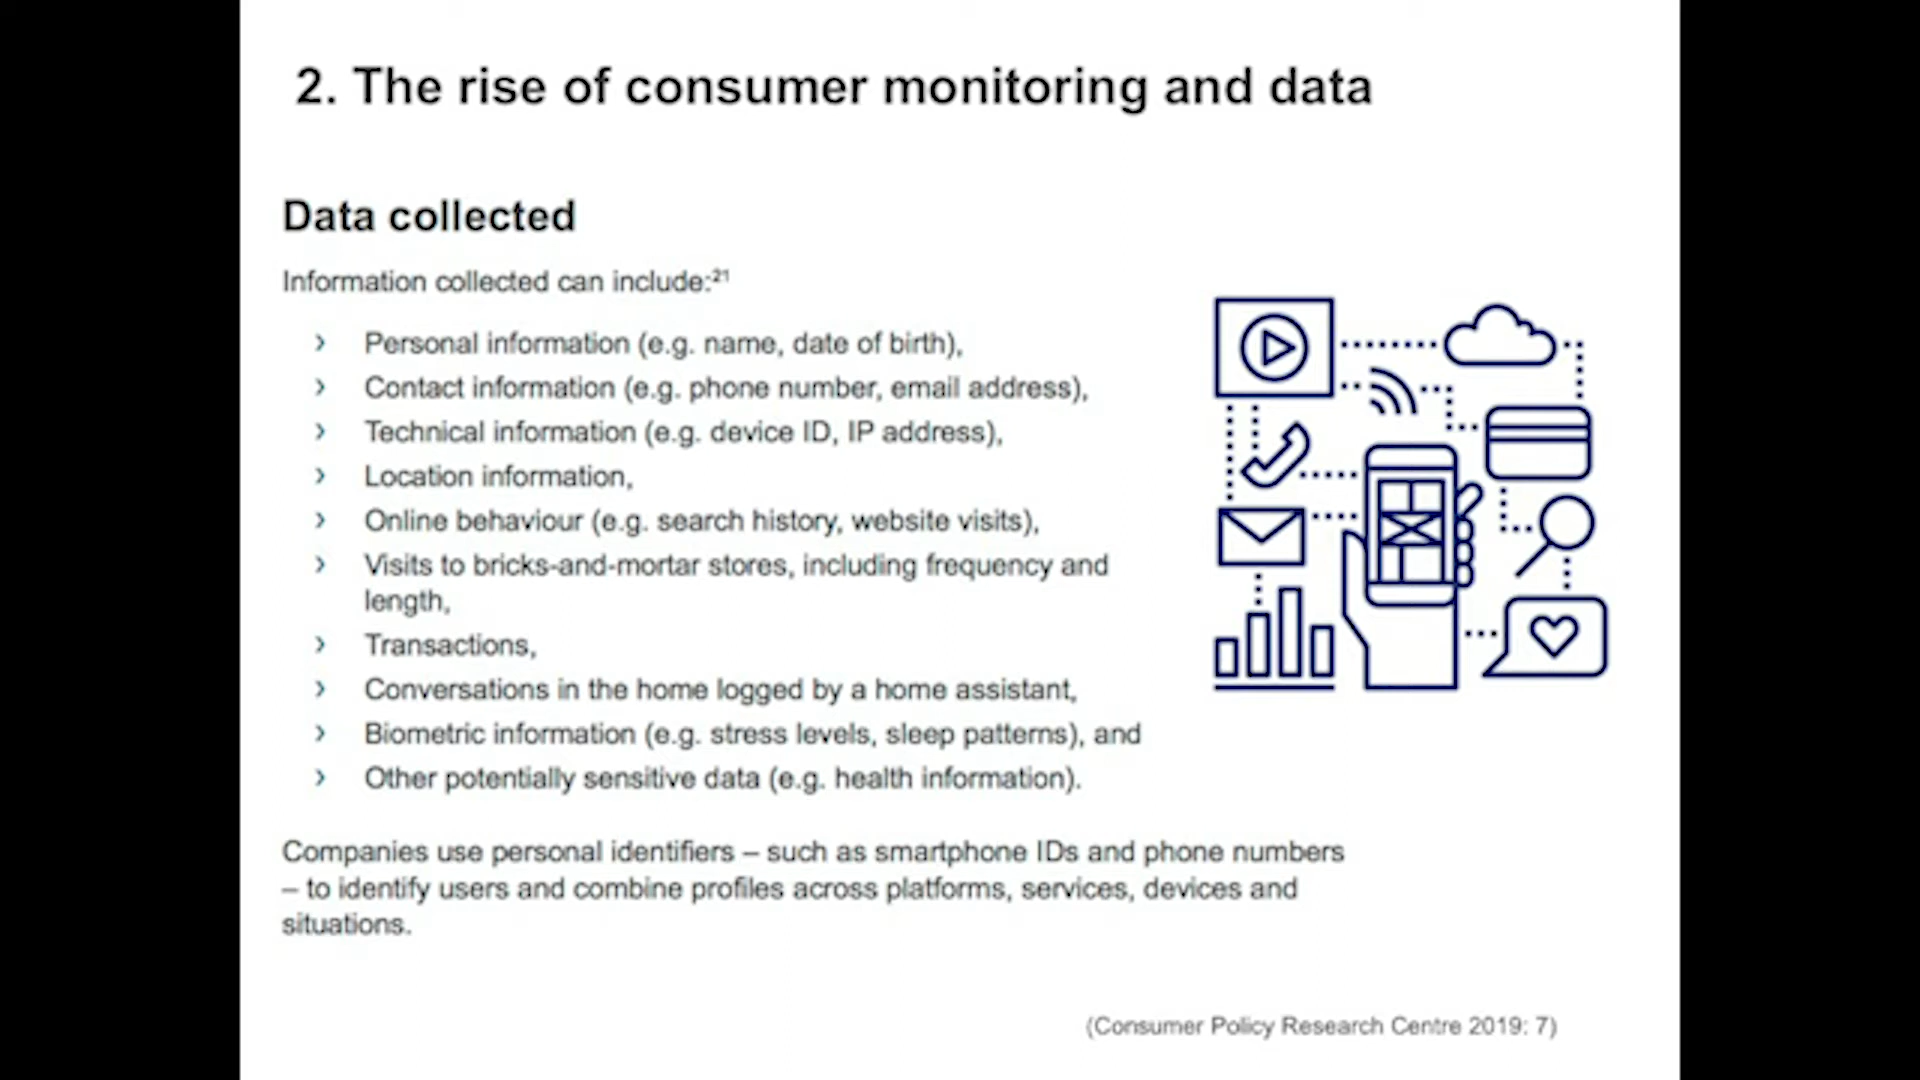 2. The rise of consumer monitoring and data
Data collected
Information collected can include:²¹
› Personal information (e.g. name, date of birth),
› Contact information (e.g. phone number, email address),
› Technical information (e.g. device ID, IP address),
› Location information,
› Online behaviour (e.g. search history, website visits),
› Visits to bricks-and-mortar stores, including frequency and
length,
› Transactions,
› Conversations in the home logged by a home assistant,
› Biometric information (e.g. stress levels, sleep patterns), and
› Other potentially sensitive data (e.g. health information).
Companies use personal identifiers – such as smartphone IDs and phone numbers
– to identify users and combine profiles across platforms, services, devices and
situations.
(Consumer Policy Research Centre 2019: 7)